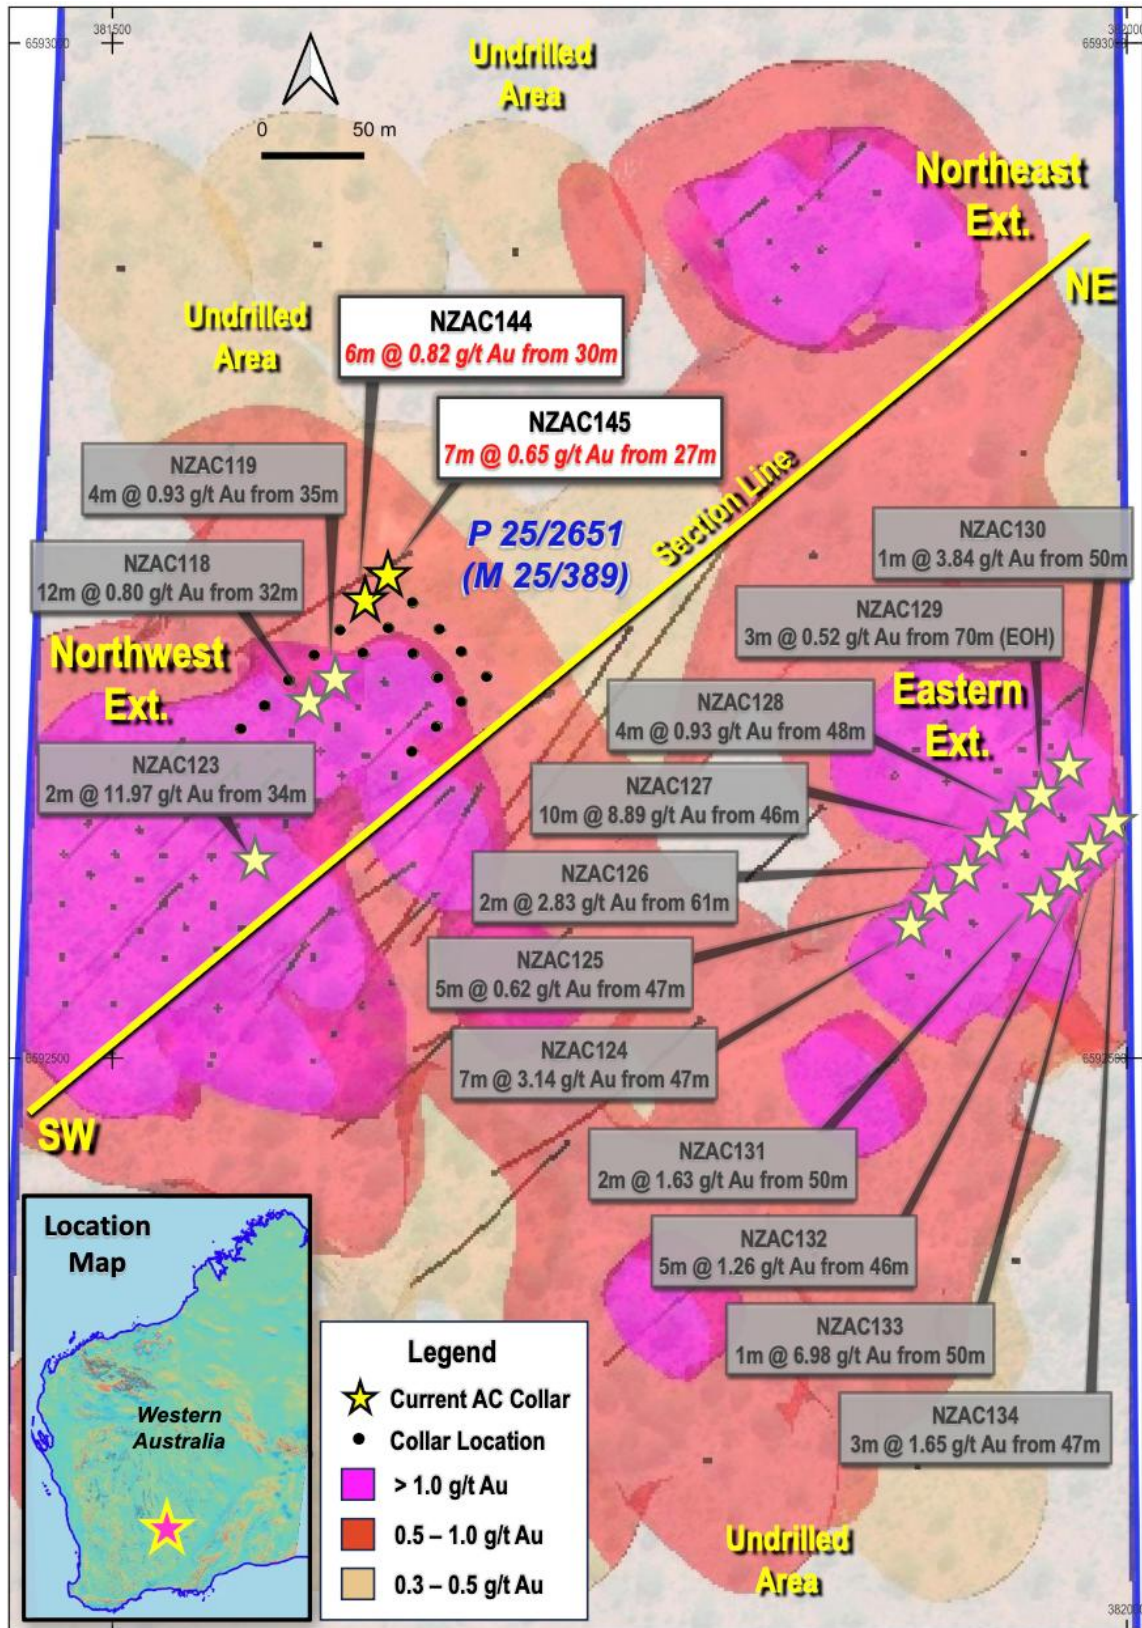 381500
382000
6593000
6593000
Undrilled
Area
0
50 m
Northeast
Ext.
NE
Undrilled
Area
NZAC144
6m @ 0.82 g/t Au from 30m
NZAC145
7m @ 0.65 g/t Au from 27m
NZAC119
4m @ 0.93 g/t Au from 35m
P 25/2651
(M 25/389)
Section Line
NZAC130
1m @ 3.84 g/t Au from 50m
NZAC118
12m @ 0.80 g/t Au from 32m
NZAC129
3m @ 0.52 g/t Au from 70m (EOH)
Northwest
Ext.
Eastern
Ext.
NZAC128
4m @ 0.93 g/t Au from 48m
NZAC123
2m @ 11.97 g/t Au from 34m
NZAC127
10m @ 8.89 g/t Au from 46m
NZAC126
2m @ 2.83 g/t Au from 61m
NZAC125
5m @ 0.62 g/t Au from 47m
NZAC124
7m @ 3.14 g/t Au from 47m
6592500
6592500
SW
NZAC131
2m @ 1.63 g/t Au from 50m
NZAC132
5m @ 1.26 g/t Au from 46m
NZAC133
1m @ 6.98 g/t Au from 50m
NZAC134
3m @ 1.65 g/t Au from 47m
Location
Map
Western
Australia
Legend
Current AC Collar
Collar Location
> 1.0 g/t Au
0.5 – 1.0 g/t Au
0.3 – 0.5 g/t Au
Undrilled
Area
382000